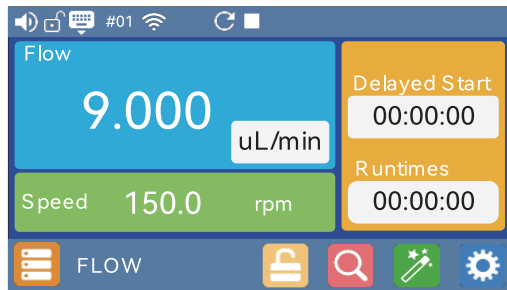 #01
Flow
9.000
uL/min
Speed 150.0 rpm
Delayed Start
00:00:00
Runtimes
00:00:00
FLOW